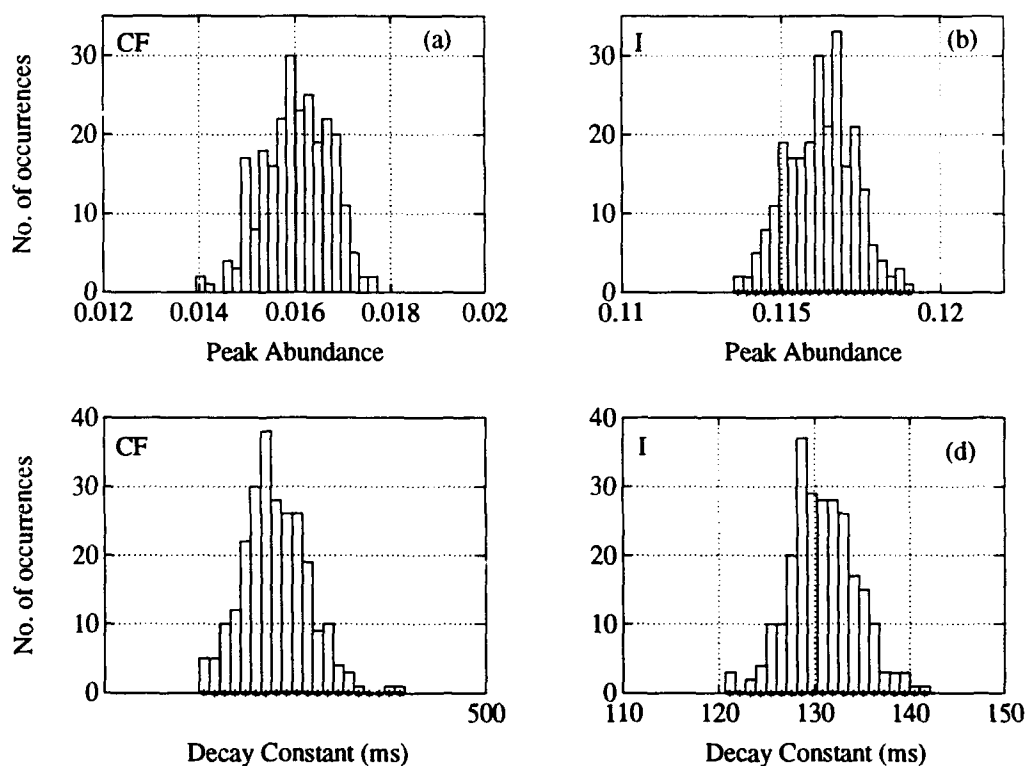 CF (a)
30
20
10
0
0.012 0.014 0.016 0.018 0.02
No. of occurrences
Peak Abundance
I (b)
30
20
10
0
0.11 0.115 0.12
Peak Abundance
CF
40
30
20
10
0
500
No. of occurrences
Decay Constant (ms)
I (d)
40
30
20
10
0
110 120 130 140 150
Decay Constant (ms)